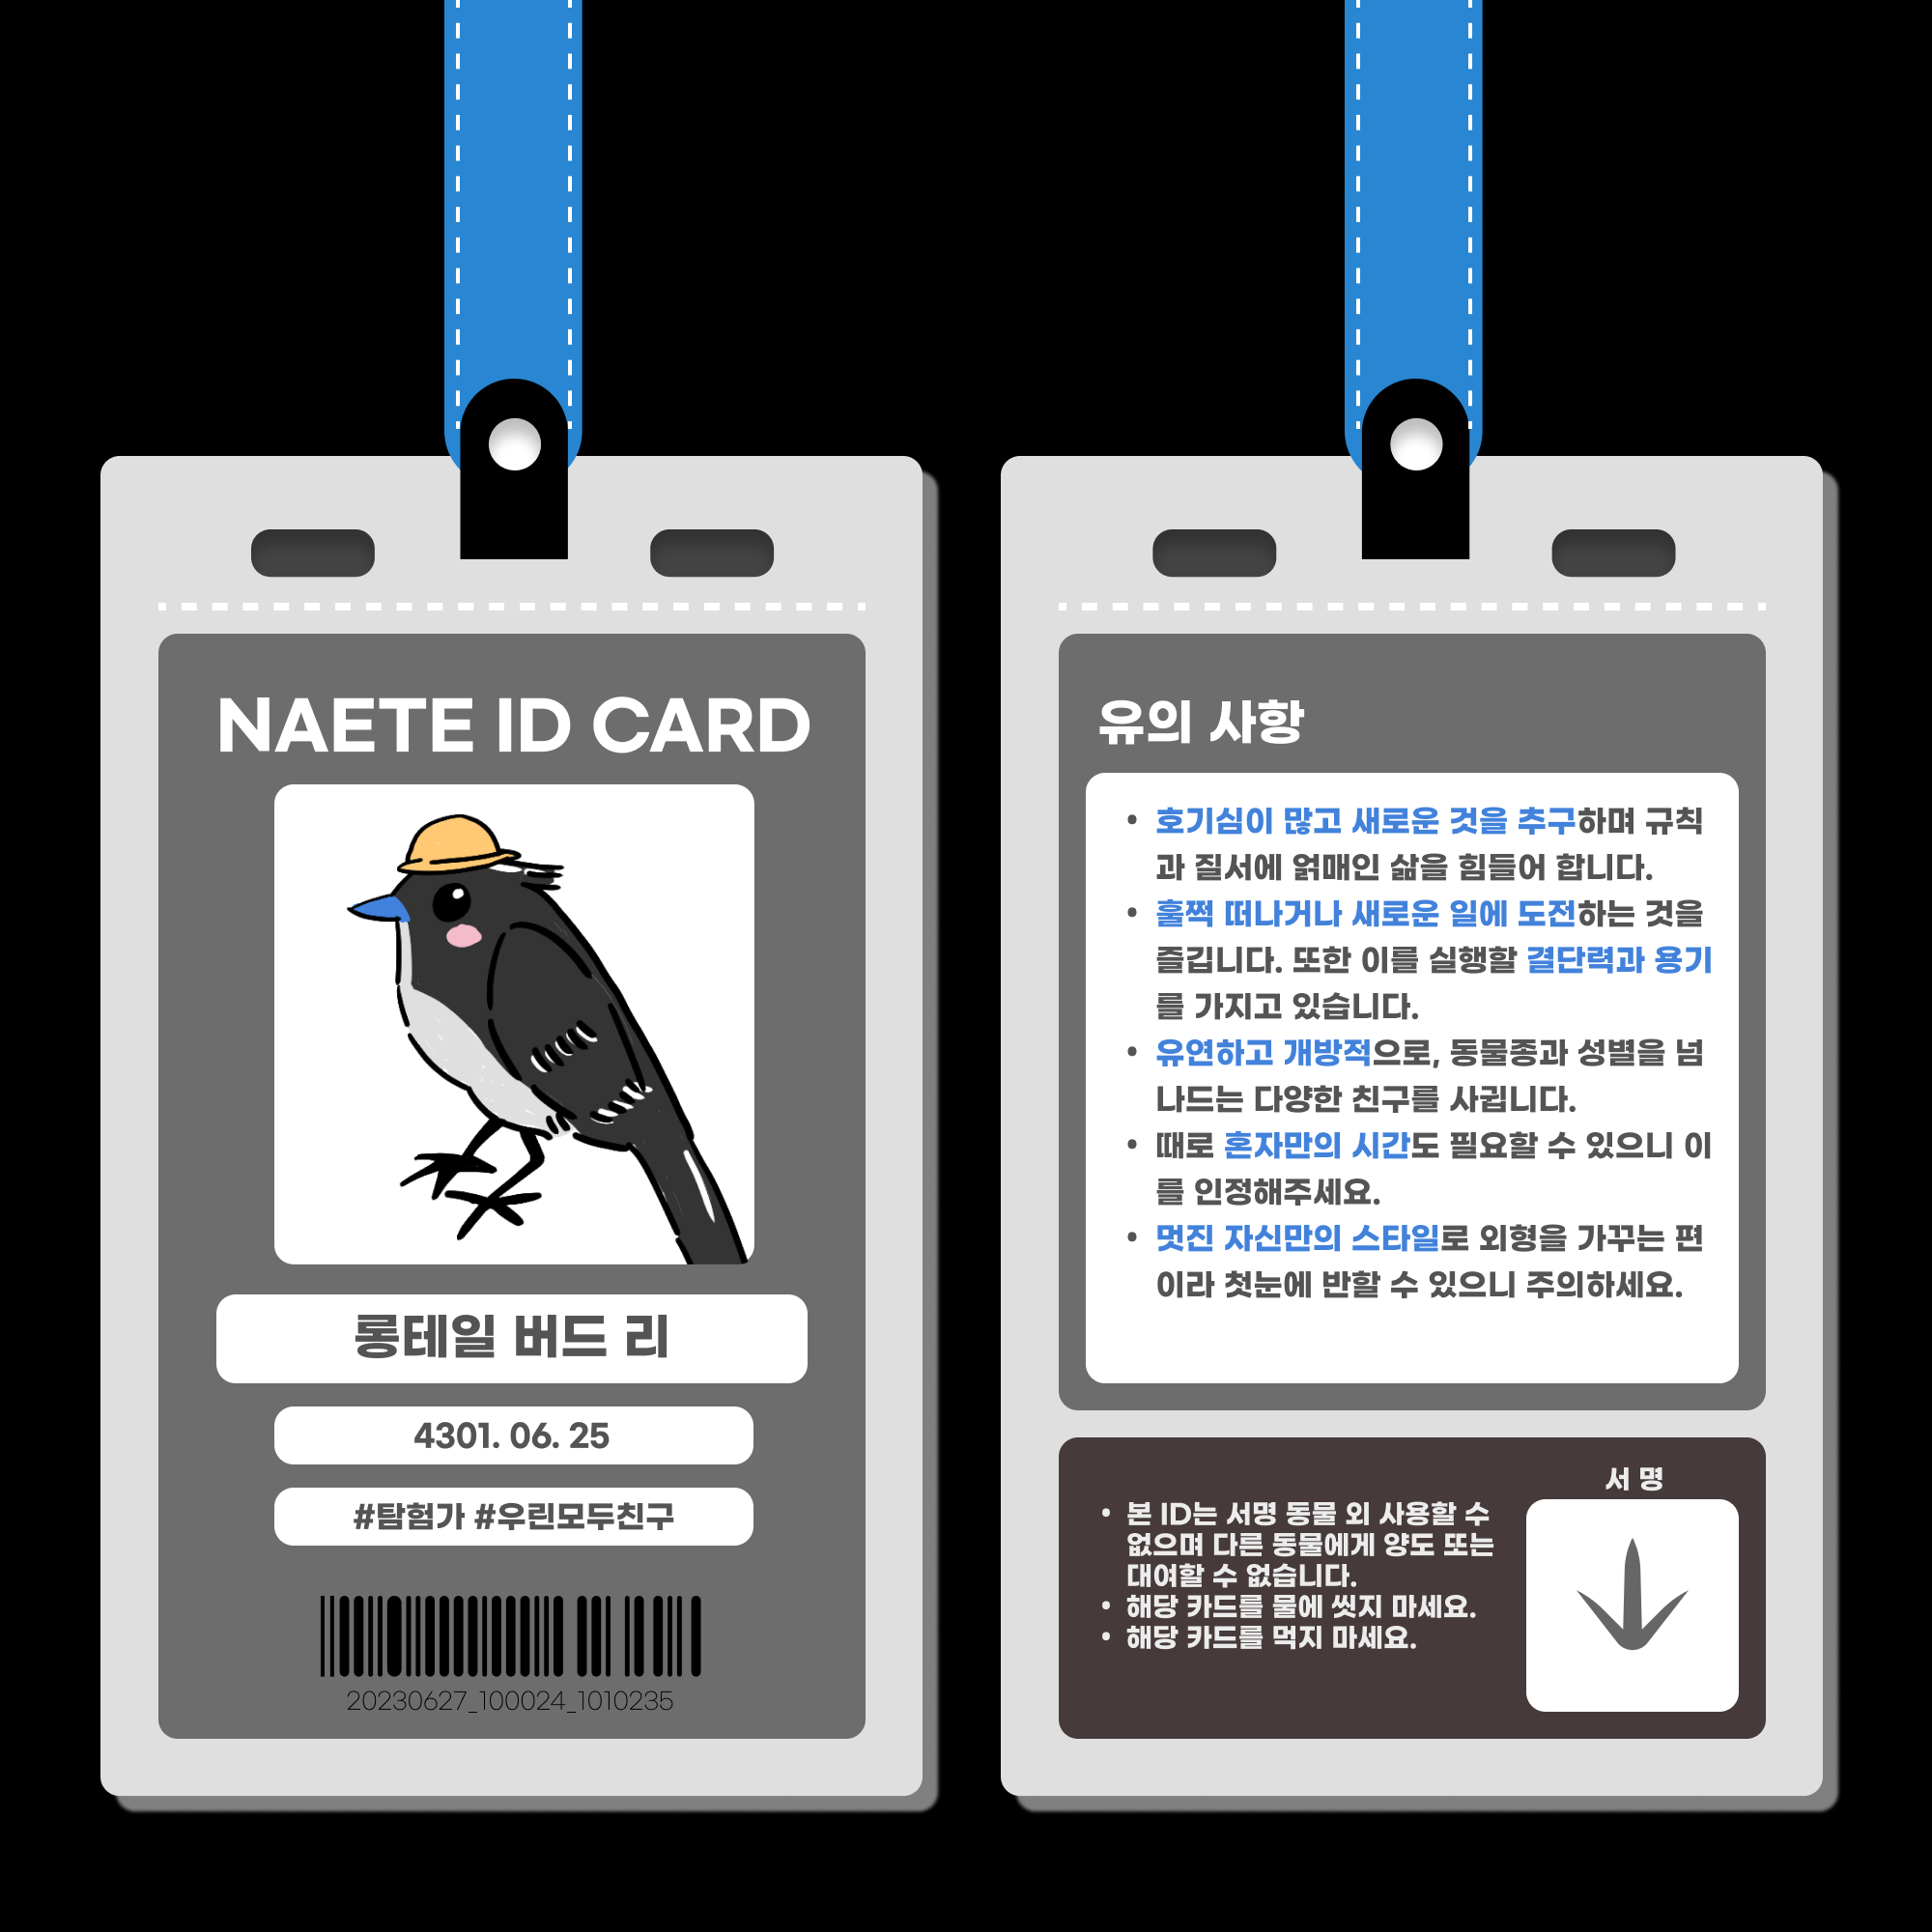 NAETE ID CARD
롱테일 버드 리
4301. 06. 25
#탐험가 #우린모두친구
20230627_100024_1010235
유의 사항
• 호기심이 많고 새로운 것을 추구하며 규칙
과 질서에 얽매인 삶을 힘들어 합니다.
• 훌쩍 떠나거나 새로운 일에 도전하는 것을
즐깁니다. 또한 이를 실행할 결단력과 용기
를 가지고 있습니다.
• 유연하고 개방적으로, 동물종과 성별을 넘
나드는 다양한 친구를 사귑니다.
• 때로 혼자만의 시간도 필요할 수 있으니 이
를 인정해주세요.
• 멋진 자신만의 스타일로 외형을 가꾸는 편
이라 첫눈에 반할 수 있으니 주의하세요.
• 본 ID는 서명 동물 외 사용할 수
없으며 다른 동물에게 양도 또는
대여할 수 없습니다.
• 해당 카드를 물에 씻지 마세요.
• 해당 카드를 먹지 마세요.
서 명